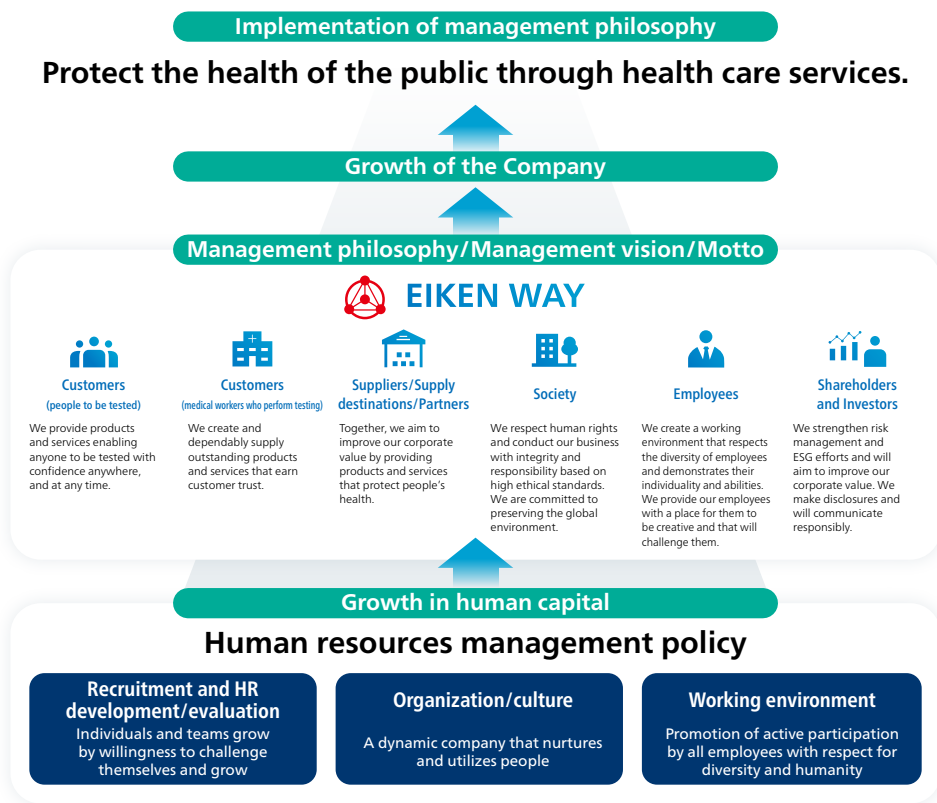 Implementation of management philosophy
Protect the health of the public through health care services.
Growth of the Company
Management philosophy/Management vision/Motto
EIKEN WAY
Customers
(people to be tested)
We provide products
and services enabling
anyone to be tested with
confidence anywhere,
and at any time.
Customers
(medical workers who perform testing)
We create and
dependably supply
outstanding products
and services that earn
customer trust.
Suppliers/Supply
destinations/Partners
Together, we aim to
improve our corporate
value by providing
products and services
that protect people's
health.
Society
We respect human rights
and conduct our business
with integrity and
responsibility based on
high ethical standards.
We are committed to
preserving the global
environment.
Employees
We create a working
environment that respects
the diversity of employees
and demonstrates their
individuality and abilities.
We provide our employees
with a place for them to
be creative and that will
challenge them.
Shareholders
and Investors
We strengthen risk
management and
ESG efforts and will
aim to improve our
corporate value. We
make disclosures and
will communicate
responsibly.
Growth in human capital
Human resources management policy
Recruitment and HR
development/evaluation
Individuals and teams grow
by willingness to challenge
themselves and grow
Organization/culture
A dynamic company that nurtures
and utilizes people
Working environment
Promotion of active participation
by all employees with respect for
diversity and humanity